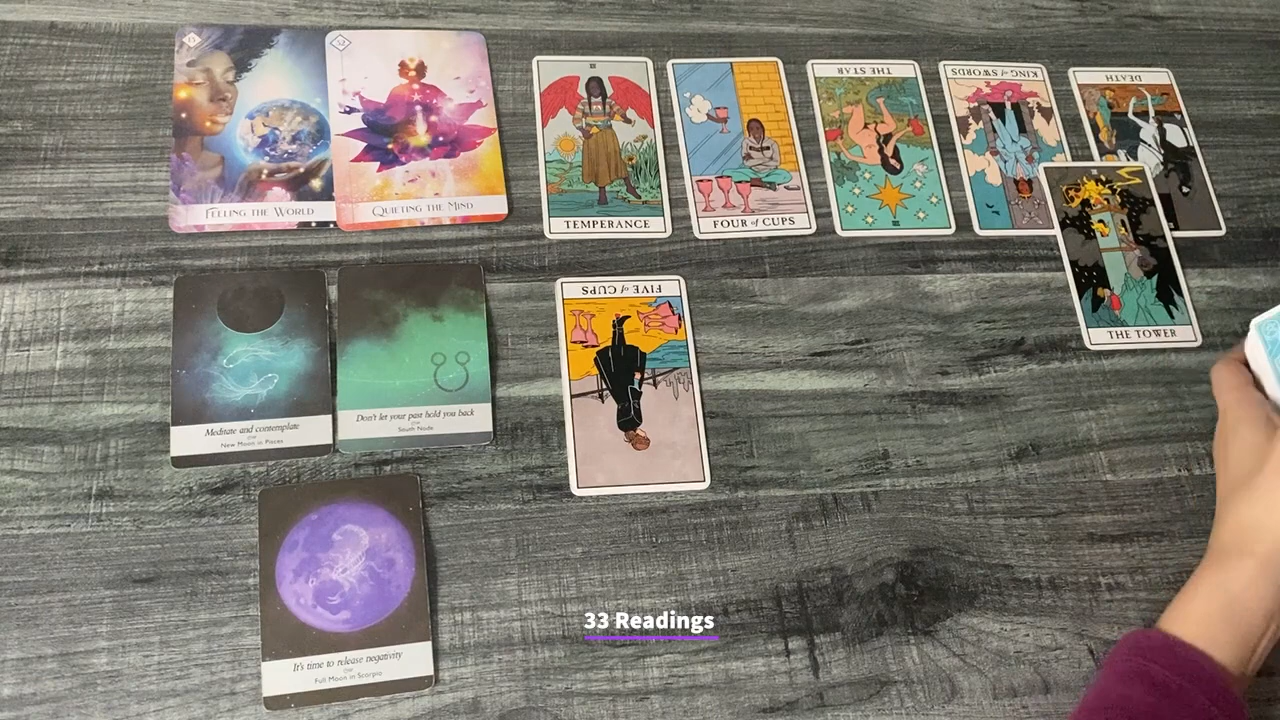 43
FEELING THE WORLD
52
QUIETING THE MIND
TEMPERANCE
FOUR of CUPS
THE STAR
KING of SWORDS
DEATH
THE TOWER
Meditate and contemplate
New Moon in Pisces
Don't let your past hold you back
South Node
FIVE of CUPS
It's time to release negativity
Full Moon in Scorpio
33 Readings